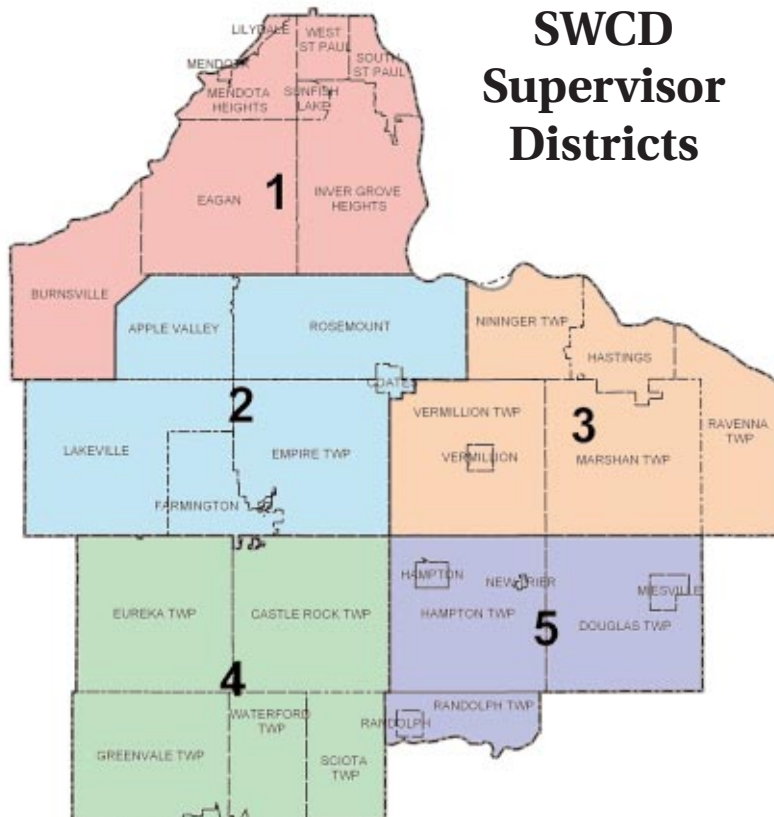 SWCD
Supervisor
Districts
LILYDALE
WEST
ST PAUL
SOUTH
ST PAUL
MENDOTA
MENDOTA
HEIGHTS
SUNFISH
LAKE
EAGAN
1
INVER GROVE
HEIGHTS
BURNSVILLE
APPLE VALLEY
ROSEMOUNT
NININGER TWP
HASTINGS
COATES
2
VERMILLION TWP
3
RAVENNA
TWP
LAKEVILLE
EMPIRE TWP
VERMILLION
MARSHAN TWP
FARMINGTON
HAMPTON
NEW TRIER
MIESVILLE
EUREKA TWP
CASTLE ROCK TWP
HAMPTON TWP
5
DOUGLAS TWP
4
WATERFORD
TWP
RANDOLPH
RANDOLPH TWP
GREENVALE TWP
SCIOTA
TWP